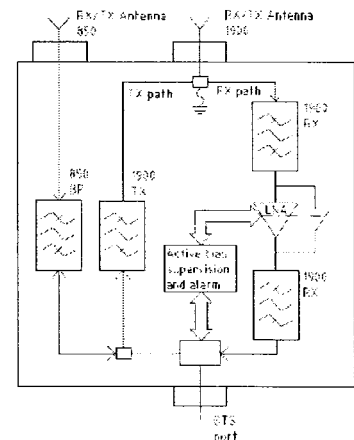 RX/TX Antenna
850
RX/TX Antenna
1900
TX path
RX path
1900
RX
850
BP
1900
TX
LNA
Active bias
supervision
and alarm
1900
RX
BTS
port